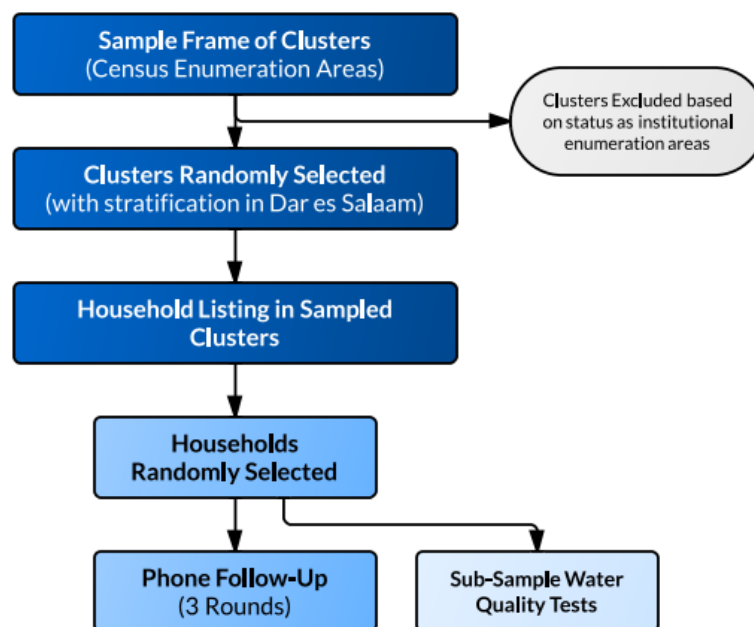 Sample Frame of Clusters
(Census Enumeration Areas)
Clusters Excluded based
on status as institutional
enumeration areas
Clusters Randomly Selected
(with stratification in Dar es Salaam)
Household Listing in Sampled
Clusters
Households
Randomly Selected
Phone Follow-Up
(3 Rounds)
Sub-Sample Water
Quality Tests